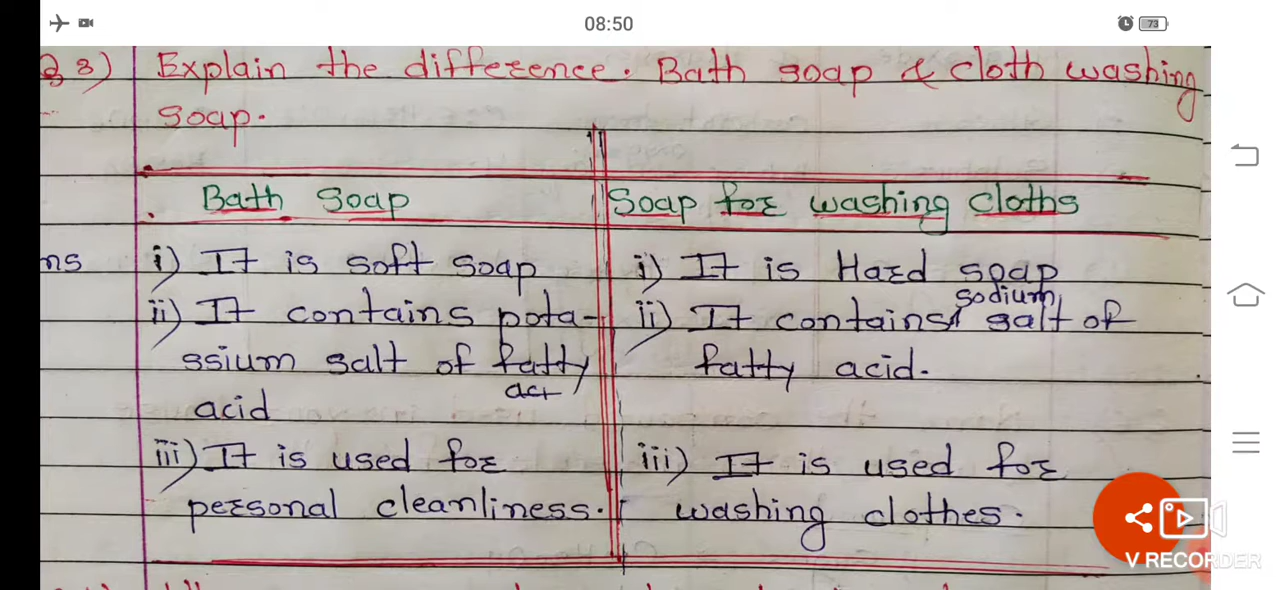 08:50
73
Q 3) Explain the difference. Bath soap & cloth washing
soap.
Bath Soap
Soap for washing cloths
ns
i) It is soft soap
ii) It contains pota-
ssium salt of fatty
act
acid
iii) It is used for
personal cleanliness.
i) It is Hard soap
sodium
ii) It contains salt of
fatty acid.
iii) It is used for
washing clothes.
V RECORDER